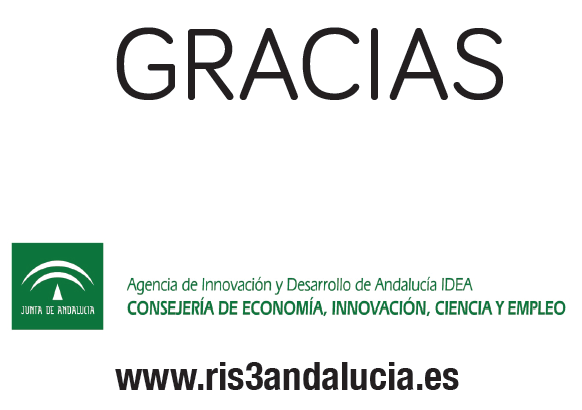 GRACIAS
JUNTA DE ANDALUCIA
Agencia de Innovación y Desarrollo de Andalucía IDEA
CONSEJERÍA DE ECONOMÍA, INNOVACIÓN, CIENCIA Y EMPLEO
www.ris3andalucia.es